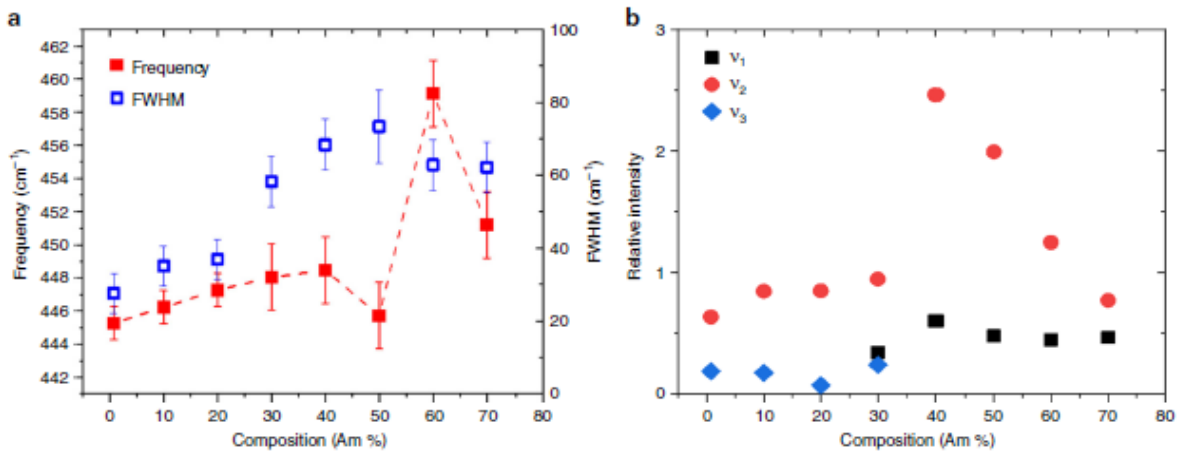 a
Frequency (cm⁻¹)
462
460
458
456
454
452
450
448
446
444
442
Frequency
FWHM
100
80
60
40
20
0
FWHM (cm⁻¹)
0 10 20 30 40 50 60 70 80
Composition (Am %)
b
Relative intensity
3
2
1
0
ν₁
ν₂
ν₃
0 10 20 30 40 50 60 70 80
Composition (Am %)